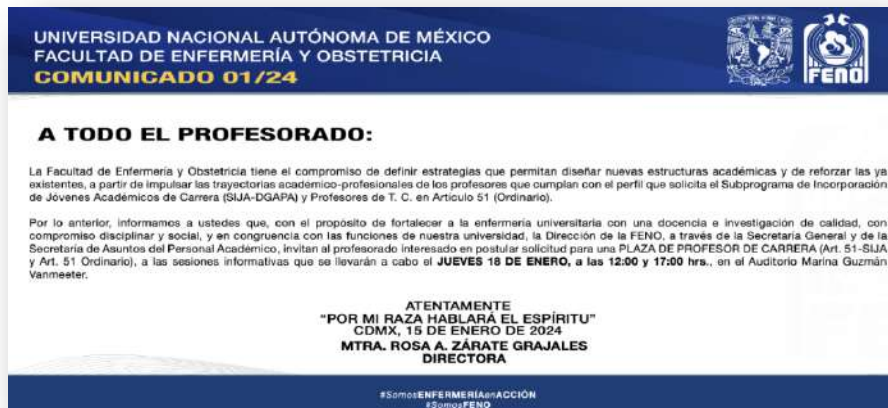 UNIVERSIDAD NACIONAL AUTÓNOMA DE MÉXICO
FACULTAD DE ENFERMERÍA Y OBSTETRICIA
COMUNICADO 01/24
FENO
A TODO EL PROFESORADO:
La Facultad de Enfermería y Obstetricia tiene el compromiso de definir estrategias que permitan diseñar nuevas estructuras académicas y de reforzar las ya
existentes, a partir de impulsar las trayectorias académico-profesionales de los profesores que cumplan con el perfil que solicita el Subprograma de Incorporación
de Jóvenes Académicos de Carrera (SIJA-DGAPA) y Profesores de T. C. en Artículo 51 (Ordinario).
Por lo anterior, informamos a ustedes que, con el propósito de fortalecer a la enfermería universitaria con una docencia e investigación de calidad, con
compromiso disciplinar y social, y en congruencia con las funciones de nuestra universidad, la Dirección de la FENO, a través de la Secretaría General y de la
Secretaría de Asuntos del Personal Académico, invitan al profesorado interesado en postular solicitud para una PLAZA DE PROFESOR DE CARRERA (Art. 51-SIJA
y Art. 51 Ordinario), a las sesiones informativas que se llevarán a cabo el JUEVES 18 DE ENERO, a las 12:00 y 17:00 hrs., en el Auditorio Marina Guzmán
Vanmeeter.
ATENTAMENTE
"POR MI RAZA HABLARÁ EL ESPÍRITU"
CDMX, 15 DE ENERO DE 2024
MTRA. ROSA A. ZÁRATE GRAJALES
DIRECTORA
#SomosENFERMERÍAenACCIÓN
#SomosFENO